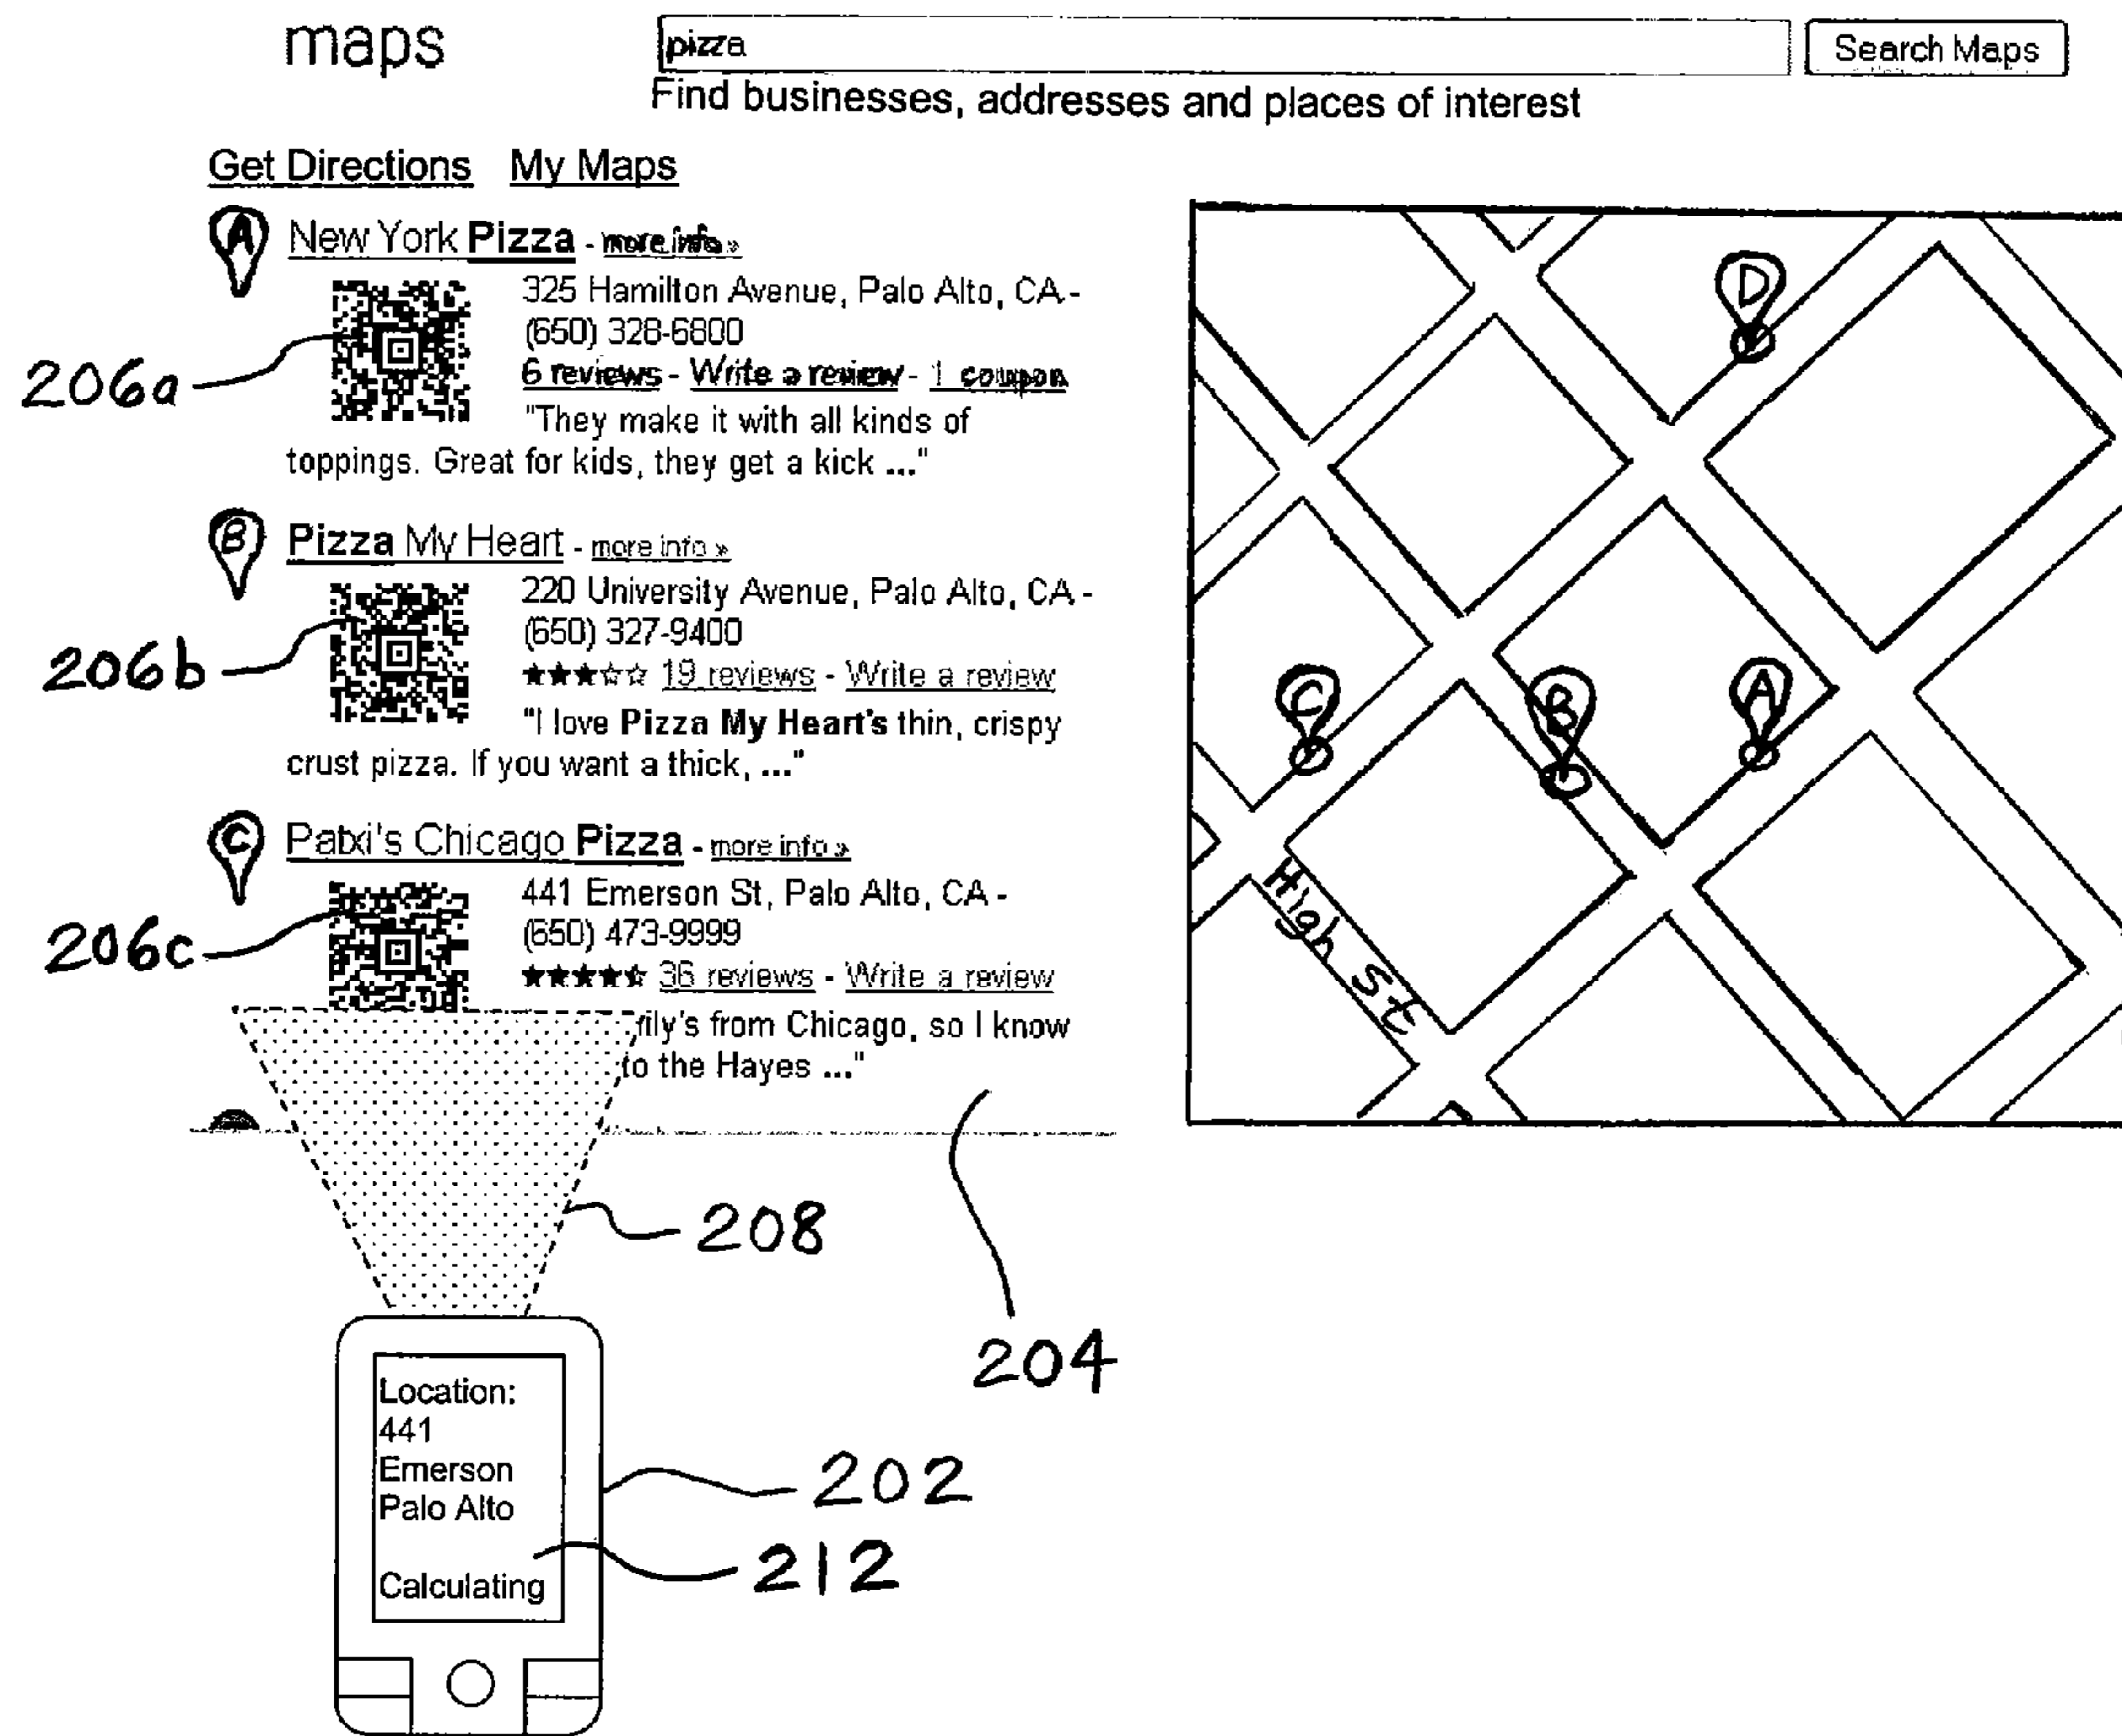 maps
pizza
Search Maps
Find businesses, addresses and places of interest
Get Directions My Maps
A
New York Pizza - more info »
325 Hamilton Avenue, Palo Alto, CA -
(650) 328-6800
6 reviews - Write a review - 1 coupon
"They make it with all kinds of
toppings. Great for kids, they get a kick ..."
206a
B
Pizza My Heart - more info »
220 University Avenue, Palo Alto, CA -
(650) 327-9400
★★★☆☆ 19 reviews - Write a review
"I love Pizza My Heart's thin, crispy
crust pizza. If you want a thick, ..."
206b
C
Patxi's Chicago Pizza - more info »
441 Emerson St, Palo Alto, CA -
(650) 473-9999
36 reviews - Write a review
ily's from Chicago, so I know
to the Hayes ..."
206c
D
C
B
A
High St
208
204
Location:
441
Emerson
Palo Alto
Calculating
202
212